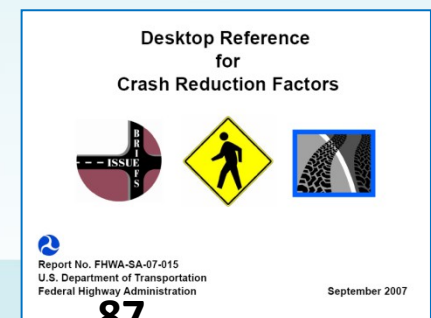 Desktop Reference
for
Crash Reduction Factors
BRIEFS
ISSUE
Report No. FHWA-SA-07-015
U.S. Department of Transportation
Federal Highway Administration
September 2007
87